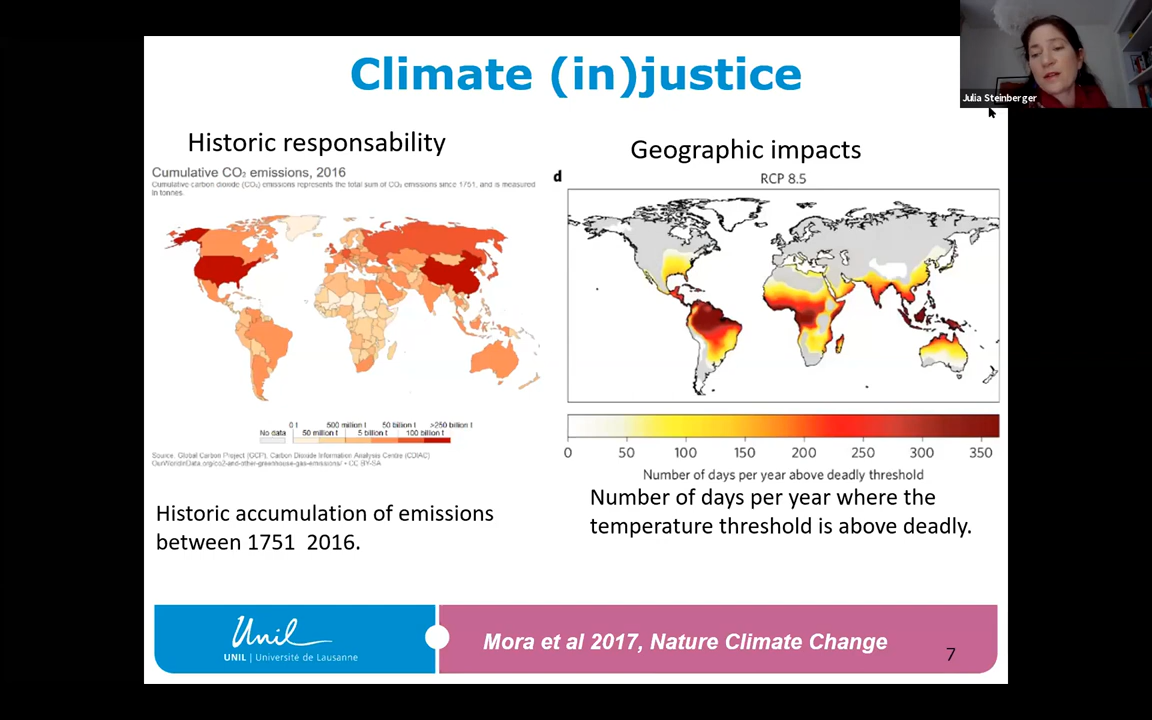 Climate (in)justice
Julia Steinberger
Historic responsability
Cumulative CO₂ emissions, 2016
Cumulative carbon dioxide (CO₂) emissions represents the total sum of CO₂ emissions since 1751, and is measured
in tonnes.
No data
0 t
50 million t
500 million t
5 billion t
50 billion t
100 billion t
>250 billion t
Source: Global Carbon Project (GCP), Carbon Dioxide Information Analysis Centre (CDIAC)
OurWorldInData.org/co2-and-other-greenhouse-gas-emissions/ • CC BY-SA
Historic accumulation of emissions
between 1751 2016.
Geographic impacts
d
RCP 8.5
0 50 100 150 200 250 300 350
Number of days per year above deadly threshold
Number of days per year where the
temperature threshold is above deadly.
Unil
UNIL | Université de Lausanne
Mora et al 2017, Nature Climate Change
7